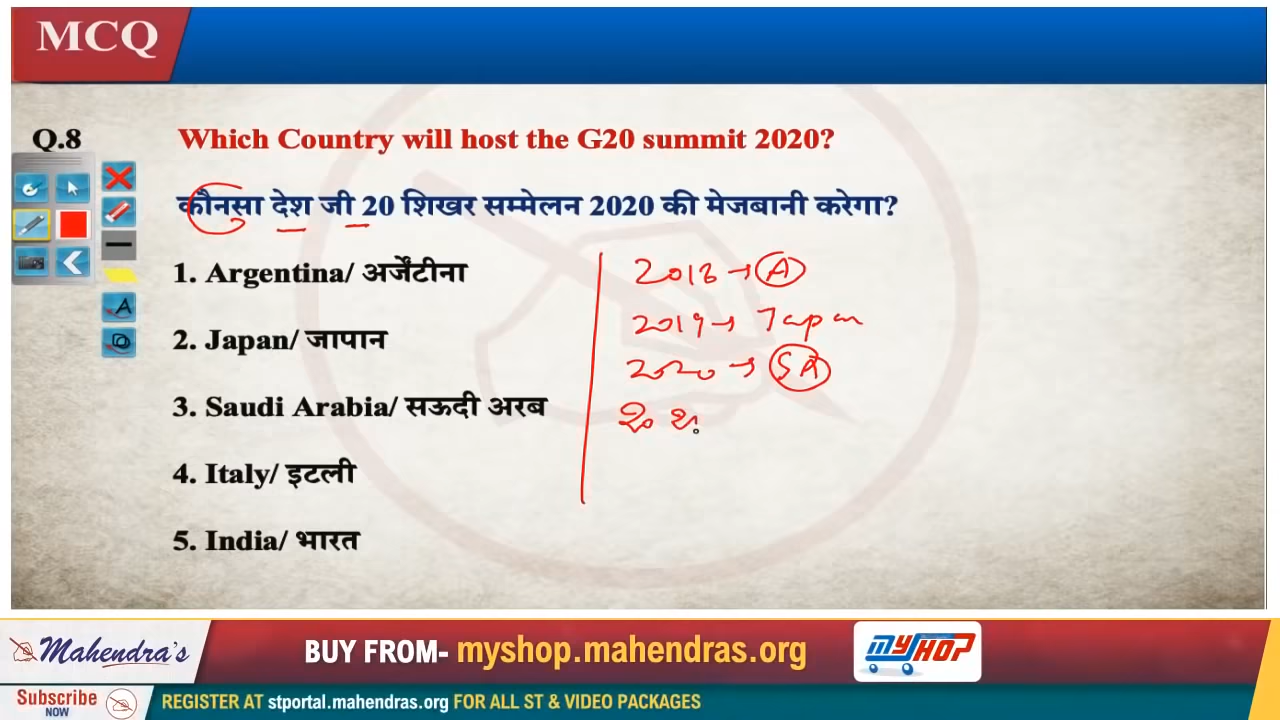 MCQ
Q.8 Which Country will host the G20 summit 2020?
कौनसा देश जी 20 शिखर सम्मेलन 2020 की मेजबानी करेगा?
1. Argentina/ अर्जेंटीना
2. Japan/ जापान
3. Saudi Arabia/ सऊदी अरब
4. Italy/ इटली
5. India/ भारत
2018 → A
2019 → Japan
2020 → SA
Mahendra's
BUY FROM- myshop.mahendras.org
MY HOP
Subscribe
NOW
REGISTER AT stportal.mahendras.org FOR ALL ST & VIDEO PACKAGES